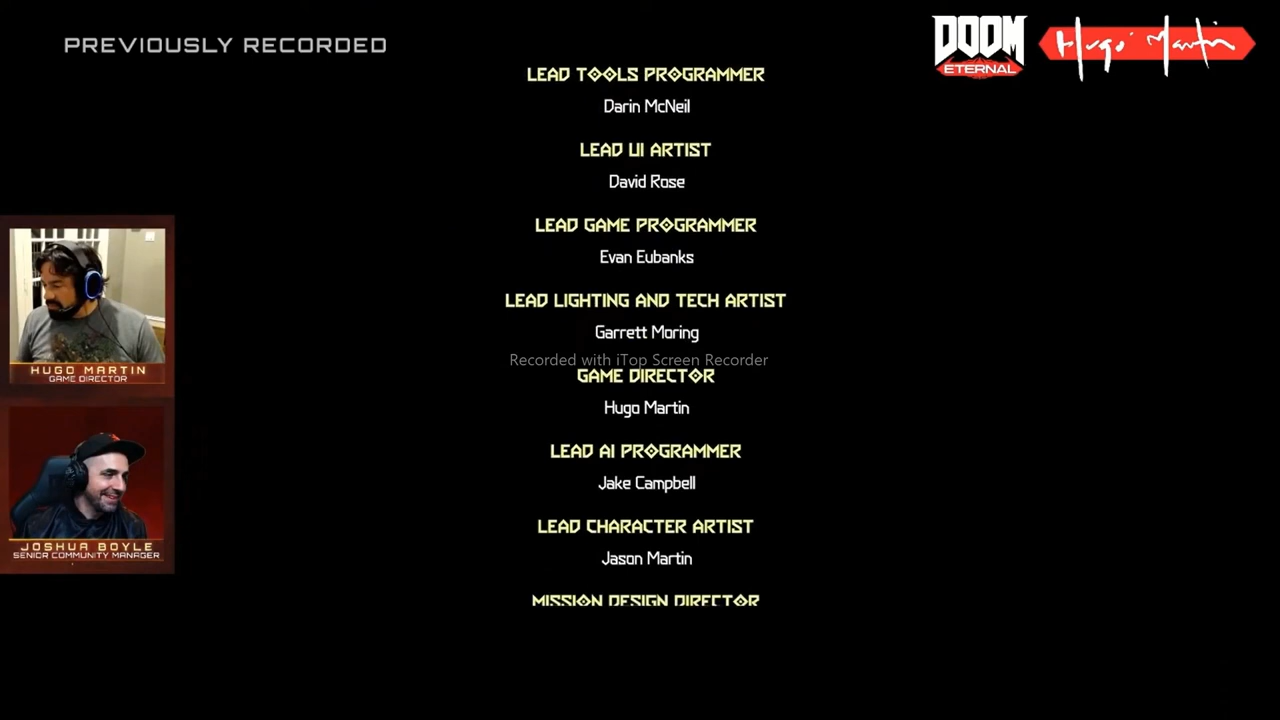 PREVIOUSLY RECORDED
DOOM
ETERNAL
Hugo Martin
LEAD TOOLS PROGRAMMER
Darin McNeil
LEAD UI ARTIST
David Rose
LEAD GAME PROGRAMMER
Evan Eubanks
LEAD LIGHTING AND TECH ARTIST
Garrett Moring
Recorded with iTop Screen Recorder
GAME DIRECTOR
Hugo Martin
LEAD AI PROGRAMMER
Jake Campbell
LEAD CHARACTER ARTIST
Jason Martin
MISSION DESIGN DIRECTOR
HUGO MARTIN
GAME DIRECTOR
JOSHUA BOYLE
SENIOR COMMUNITY MANAGER